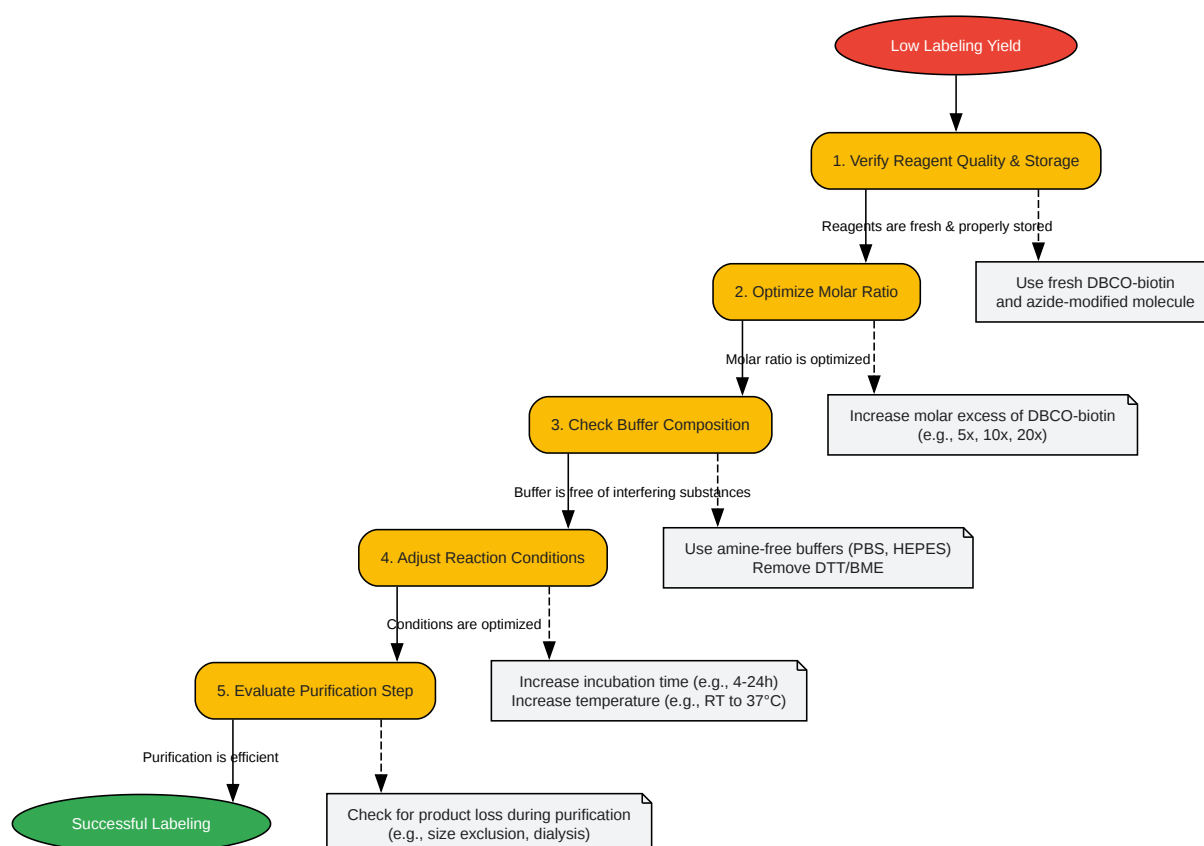 Low Labeling Yield
1. Verify Reagent Quality & Storage
Reagents are fresh & properly stored
Use fresh DBCO-biotin
and azide-modified molecule
2. Optimize Molar Ratio
Molar ratio is optimized
Increase molar excess of DBCO-biotin
(e.g., 5x, 10x, 20x)
3. Check Buffer Composition
Buffer is free of interfering substances
Use amine-free buffers (PBS, HEPES)
Remove DTT/BME
4. Adjust Reaction Conditions
Conditions are optimized
Increase incubation time (e.g., 4-24h)
Increase temperature (e.g., RT to 37°C)
5. Evaluate Purification Step
Purification is efficient
Check for product loss during purification
(e.g., size exclusion, dialysis)
Successful Labeling